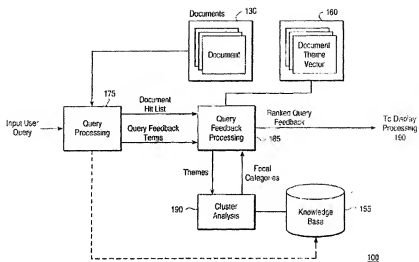 Documents
130
160
Document
Document
Theme
Vector
175
Document
Hit List
Input User
Query
Query
Processing
Query Feedback
Terms
Query
Feedback
Processing
Ranked Query
Feedback
185
To Display
Processing
190
Themes
Focal
Categories
190
Cluster
Analysis
Knowledge
Base
155
100